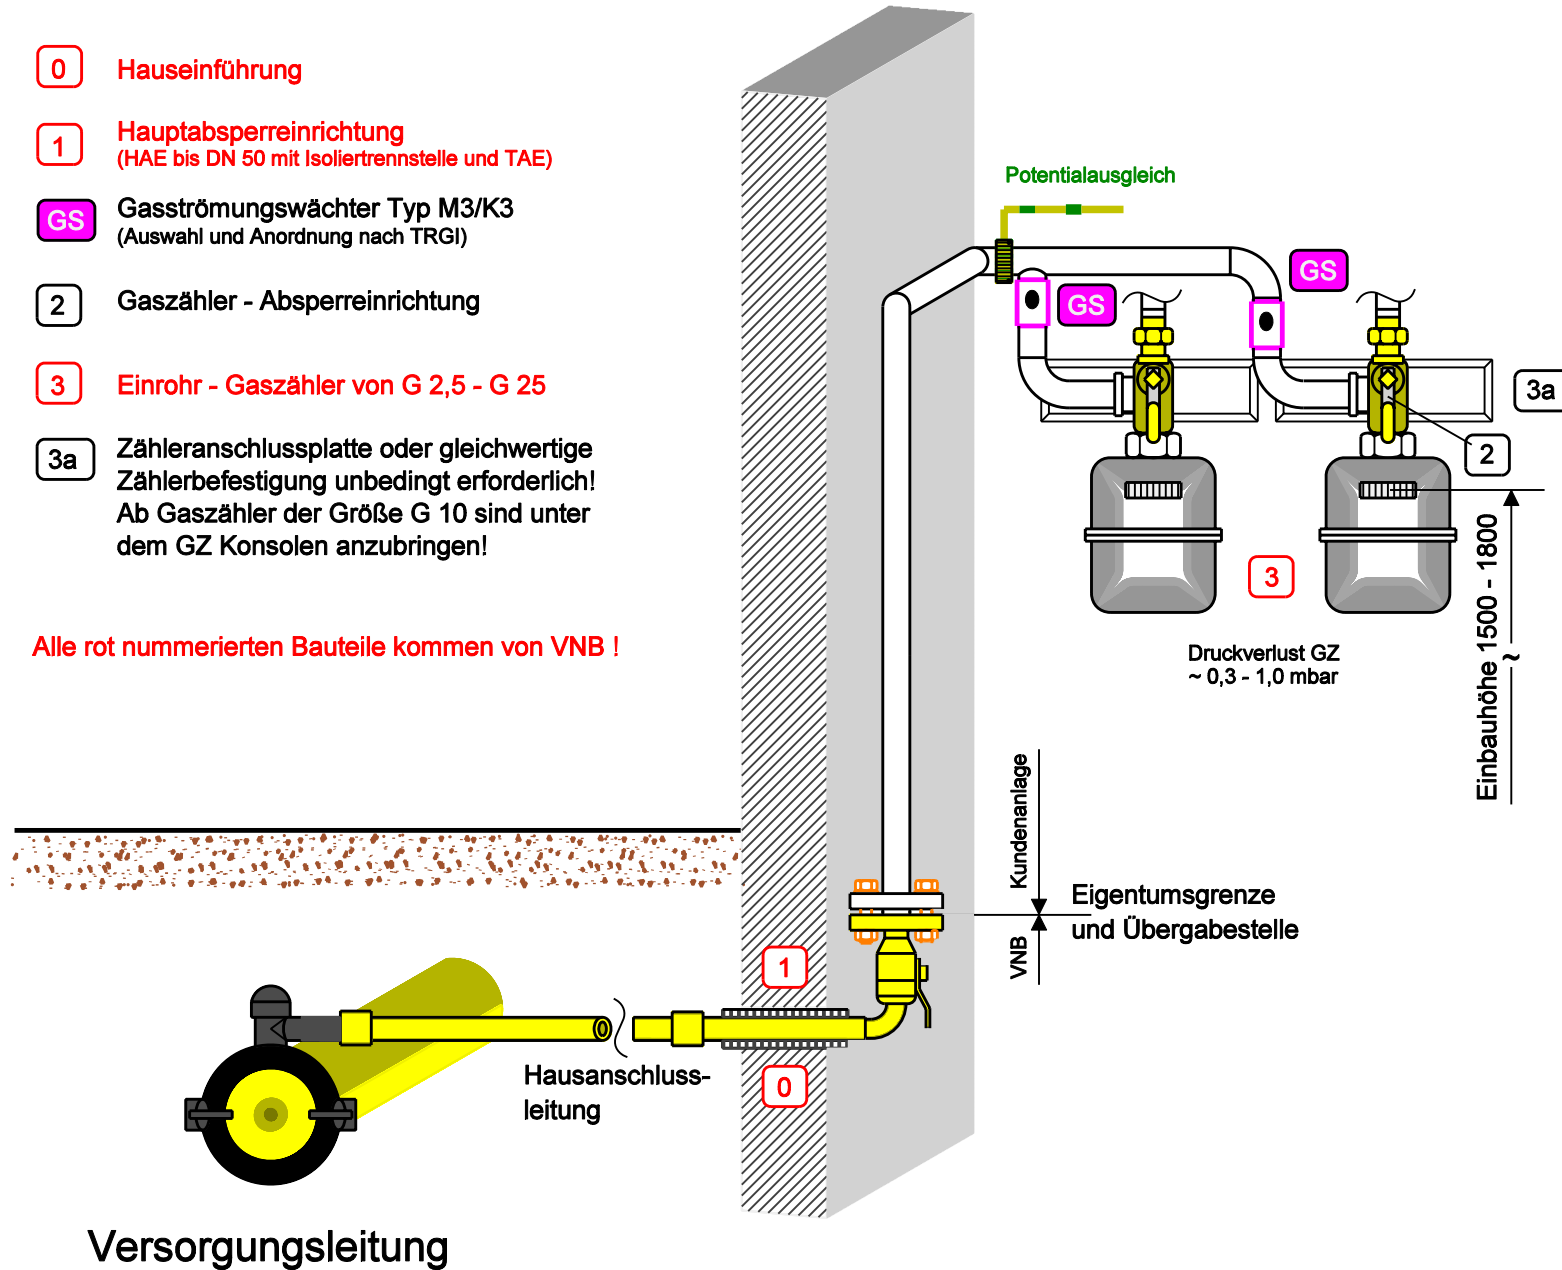 0
Hauseinführung
1
Hauptabsperreinrichtung
(HAE bis DN 50 mit Isoliertrennstelle und TAE)
GS
Gasströmungswächter Typ M3/K3
(Auswahl und Anordnung nach TRGI)
2
Gaszähler - Absperreinrichtung
3
Einrohr - Gaszähler von G 2,5 - G 25
3a
Zähleranschlussplatte oder gleichwertige
Zählerbefestigung unbedingt erforderlich!
Ab Gaszähler der Größe G 10 sind unter
dem GZ Konsolen anzubringen!
Alle rot nummerierten Bauteile kommen von VNB !
Potentialausgleich
GS
GS
3a
2
3
Druckverlust GZ
~ 0,3 - 1,0 mbar
Einbauhöhe 1500 - 1800
~
Kundenanlage
VNB
Eigentumsgrenze
und Übergabestelle
1
0
Hausanschluss-
leitung
Versorgungsleitung